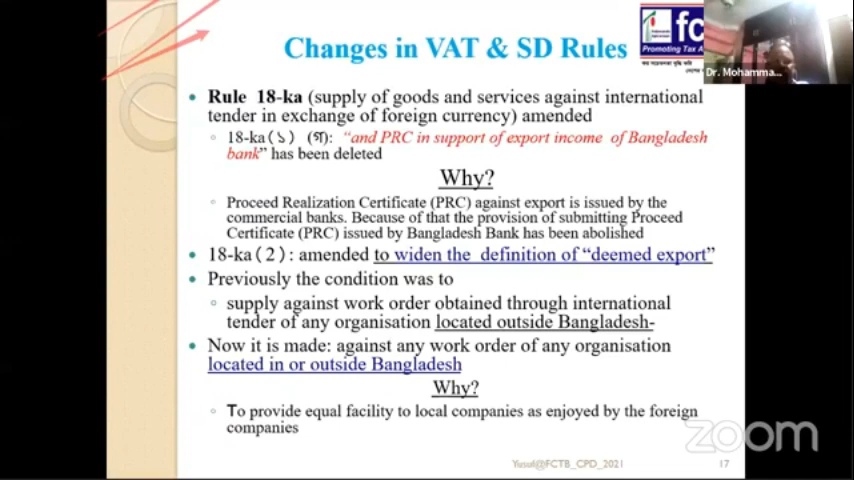 Changes in VAT & SD Rules
fc
Promoting Tax A
Dr. Mohamma...
Rule 18-ka (supply of goods and services against international
tender in exchange of foreign currency) amended
18-ka(১) (গ): "and PRC in support of export income of Bangladesh
bank" has been deleted
Why?
Proceed Realization Certificate (PRC) against export is issued by the
commercial banks. Because of that the provision of submitting Proceed
Certificate (PRC) issued by Bangladesh Bank has been abolished
18-ka(2): amended to widen the definition of "deemed export"
Previously the condition was to
supply against work order obtained through international
tender of any organisation located outside Bangladesh-
Now it is made: against any work order of any organisation
located in or outside Bangladesh
Why?
To provide equal facility to local companies as enjoyed by the foreign
companies
zoom
Yusuf@FCTB_CPD_2021
17